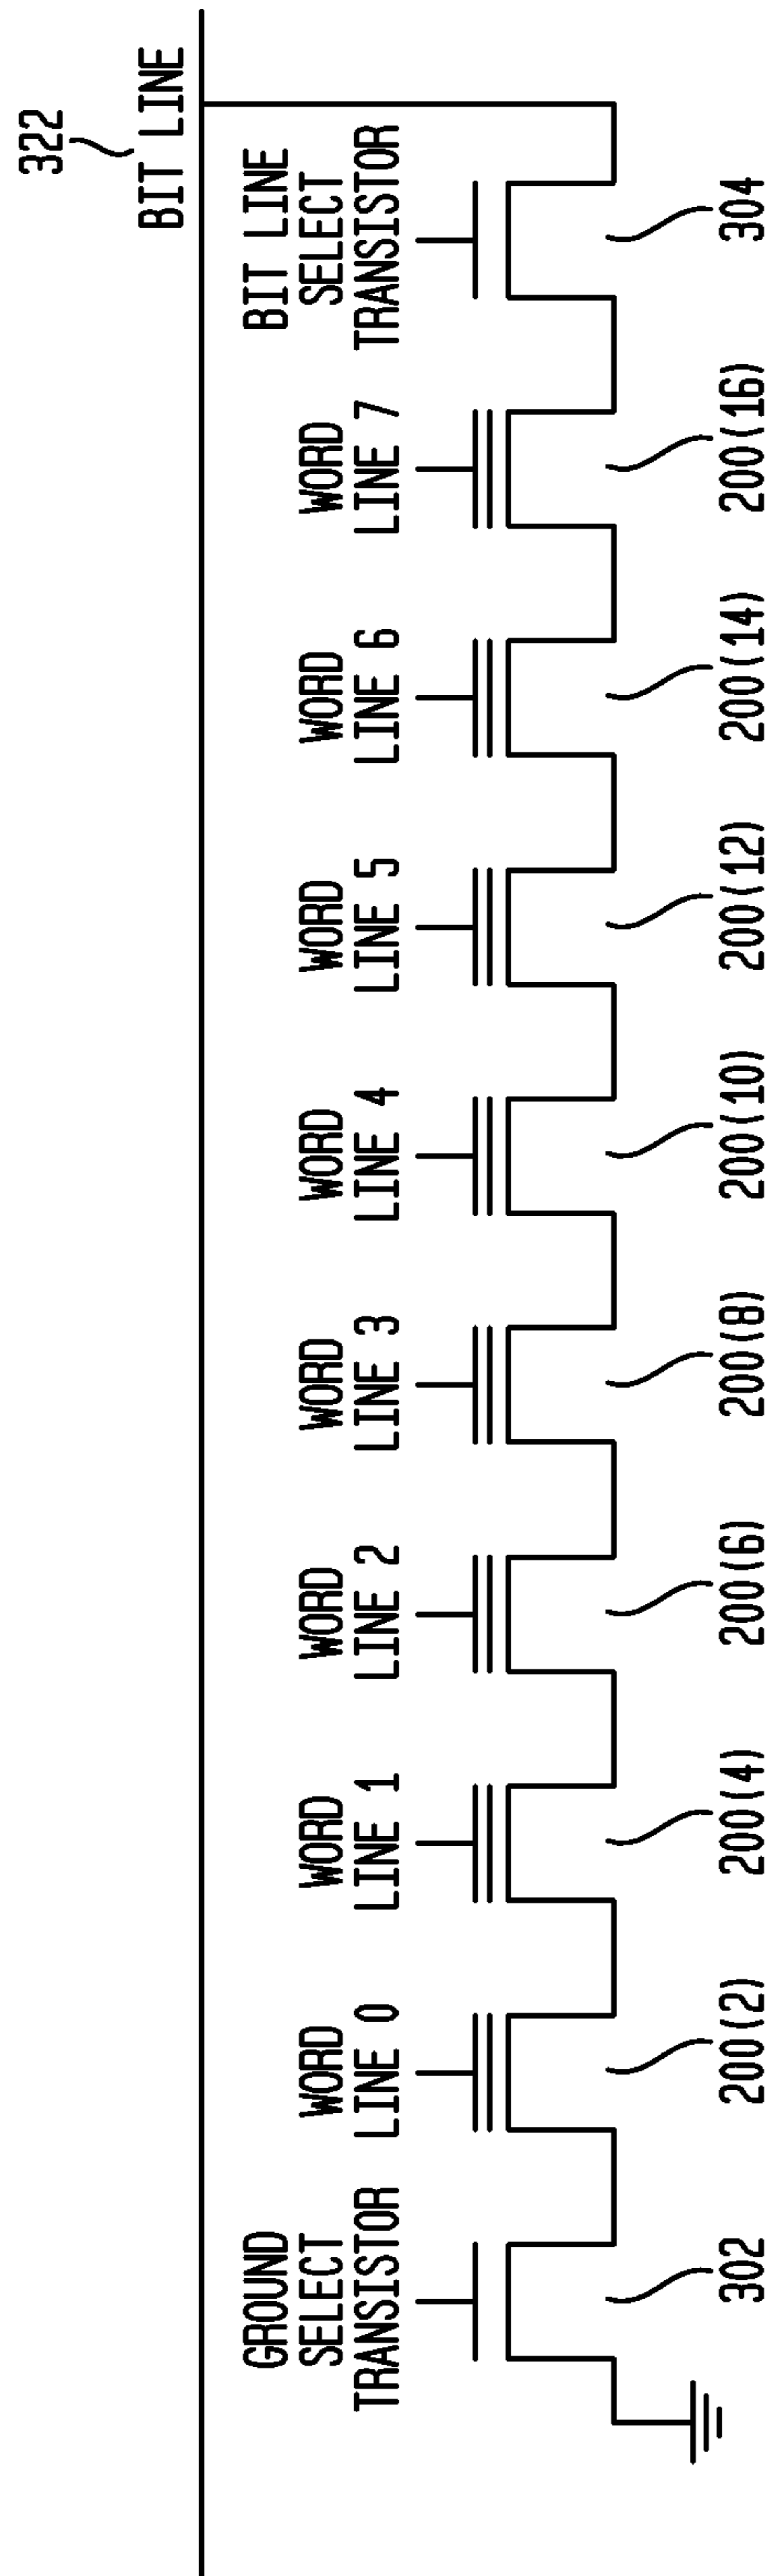 322
BIT LINE
GROUND
SELECT
TRANSISTOR
WORD
LINE 0
WORD
LINE 1
WORD
LINE 2
WORD
LINE 3
WORD
LINE 4
WORD
LINE 5
WORD
LINE 6
WORD
LINE 7
BIT LINE
SELECT
TRANSISTOR
302
200(2)
200(4)
200(6)
200(8)
200(10)
200(12)
200(14)
200(16)
304